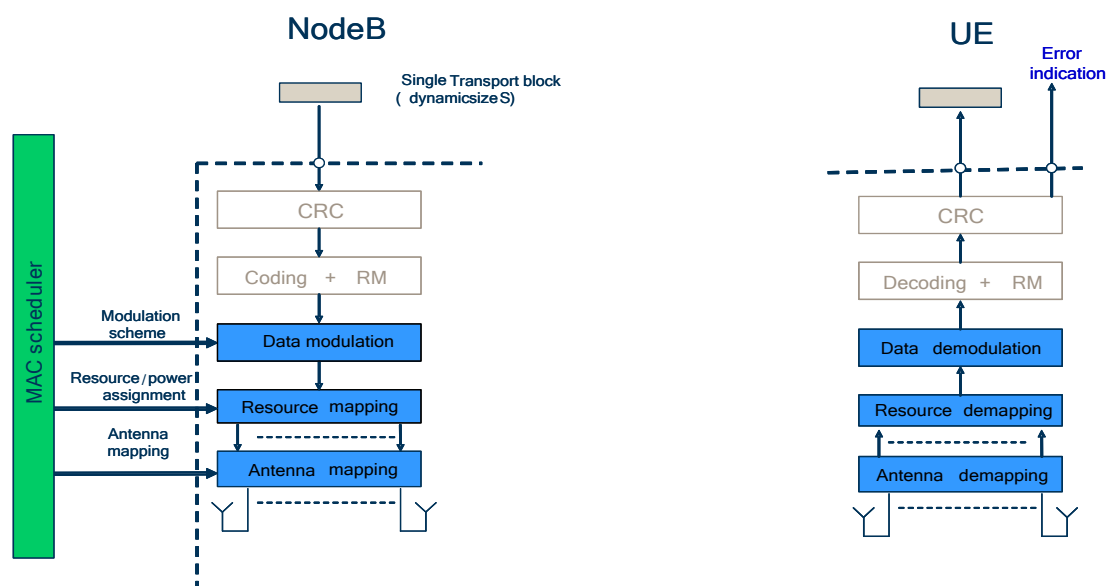 NodeB
UE
Single Transport block
( dynamicsize S)
Error
indication
CRC
CRC
Coding + RM
Decoding + RM
MAC scheduler
Modulation
scheme
Data modulation
Data demodulation
Resource / power
assignment
Resource mapping
Resource demapping
Antenna
mapping
Antenna mapping
Antenna demapping